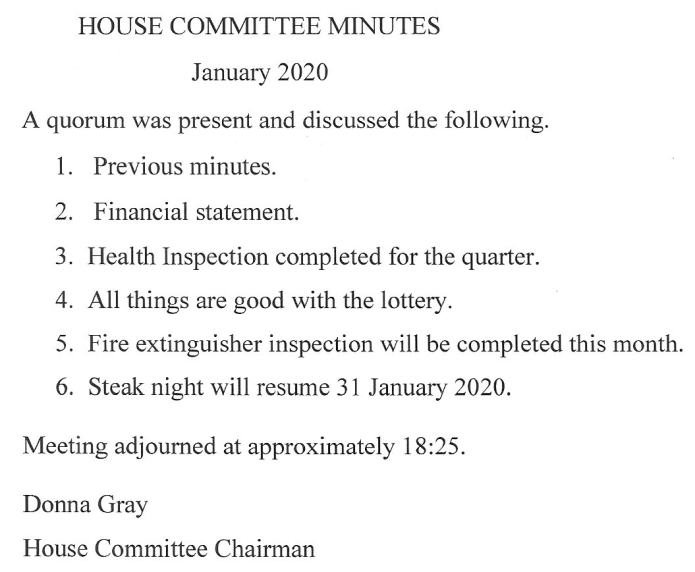 HOUSE COMMITTEE MINUTES
January 2020
A quorum was present and discussed the following.
1. Previous minutes.
2. Financial statement.
3. Health Inspection completed for the quarter.
4. All things are good with the lottery.
5. Fire extinguisher inspection will be completed this month.
6. Steak night will resume 31 January 2020.
Meeting adjourned at approximately 18:25.
Donna Gray
House Committee Chairman